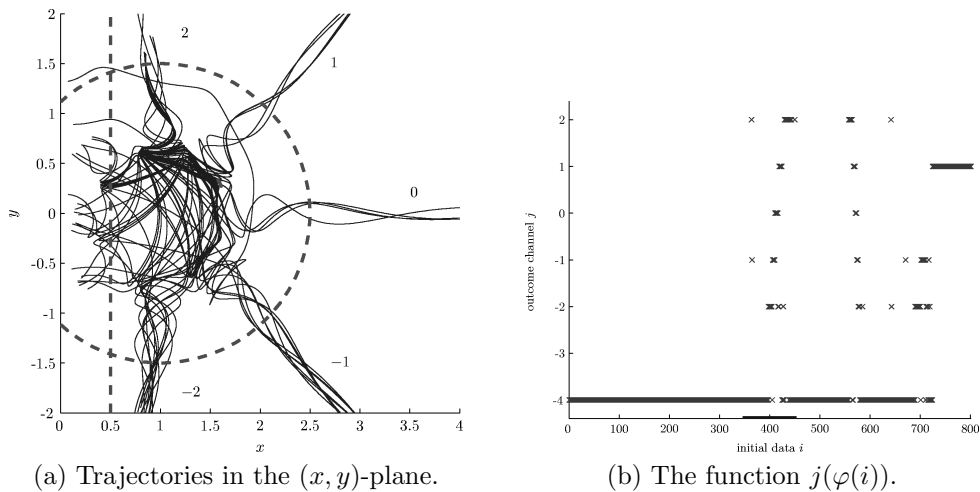 2
1.5
1
0.5
0
-0.5
-1
-1.5
-2
y
0 0.5 1 1.5 2 2.5 3 3.5 4
x
2
1
0
−1
−2
(a) Trajectories in the (x, y)-plane.
2
1
0
-1
-2
-3
-4
outcome channel j
0 100 200 300 400 500 600 700 800
initial data i
(b) The function j(φ(i)).